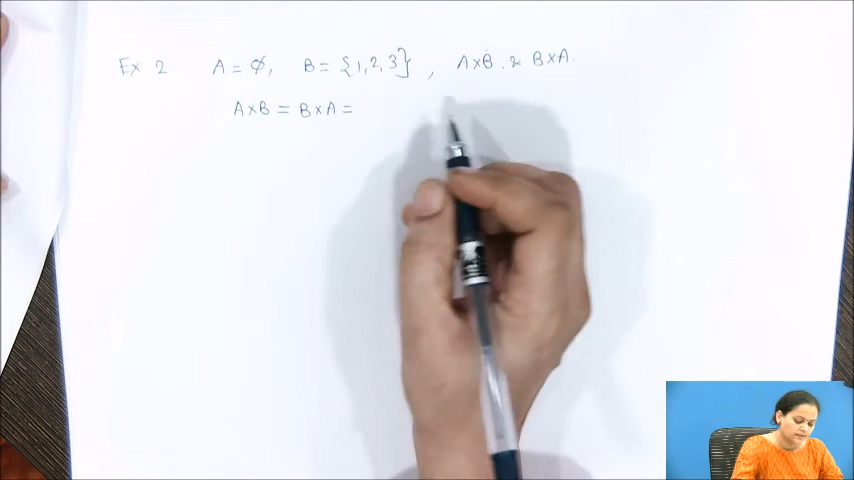 Ex 2 A = ϕ, B = {1, 2, 3} , A×B. & B×A.
A×B = B×A =